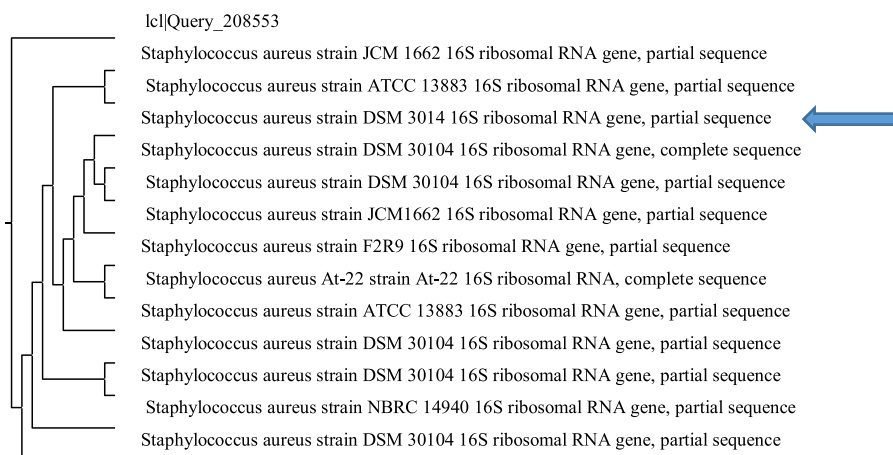 lcl|Query_208553
Staphylococcus aureus strain JCM 1662 16S ribosomal RNA gene, partial sequence
Staphylococcus aureus strain ATCC 13883 16S ribosomal RNA gene, partial sequence
Staphylococcus aureus strain DSM 3014 16S ribosomal RNA gene, partial sequence
Staphylococcus aureus strain DSM 30104 16S ribosomal RNA gene, complete sequence
Staphylococcus aureus strain DSM 30104 16S ribosomal RNA gene, partial sequence
Staphylococcus aureus strain JCM1662 16S ribosomal RNA gene, partial sequence
Staphylococcus aureus strain F2R9 16S ribosomal RNA gene, partial sequence
Staphylococcus aureus At-22 strain At-22 16S ribosomal RNA, complete sequence
Staphylococcus aureus strain ATCC 13883 16S ribosomal RNA gene, partial sequence
Staphylococcus aureus strain DSM 30104 16S ribosomal RNA gene, partial sequence
Staphylococcus aureus strain DSM 30104 16S ribosomal RNA gene, partial sequence
Staphylococcus aureus strain NBRC 14940 16S ribosomal RNA gene, partial sequence
Staphylococcus aureus strain DSM 30104 16S ribosomal RNA gene, partial sequence